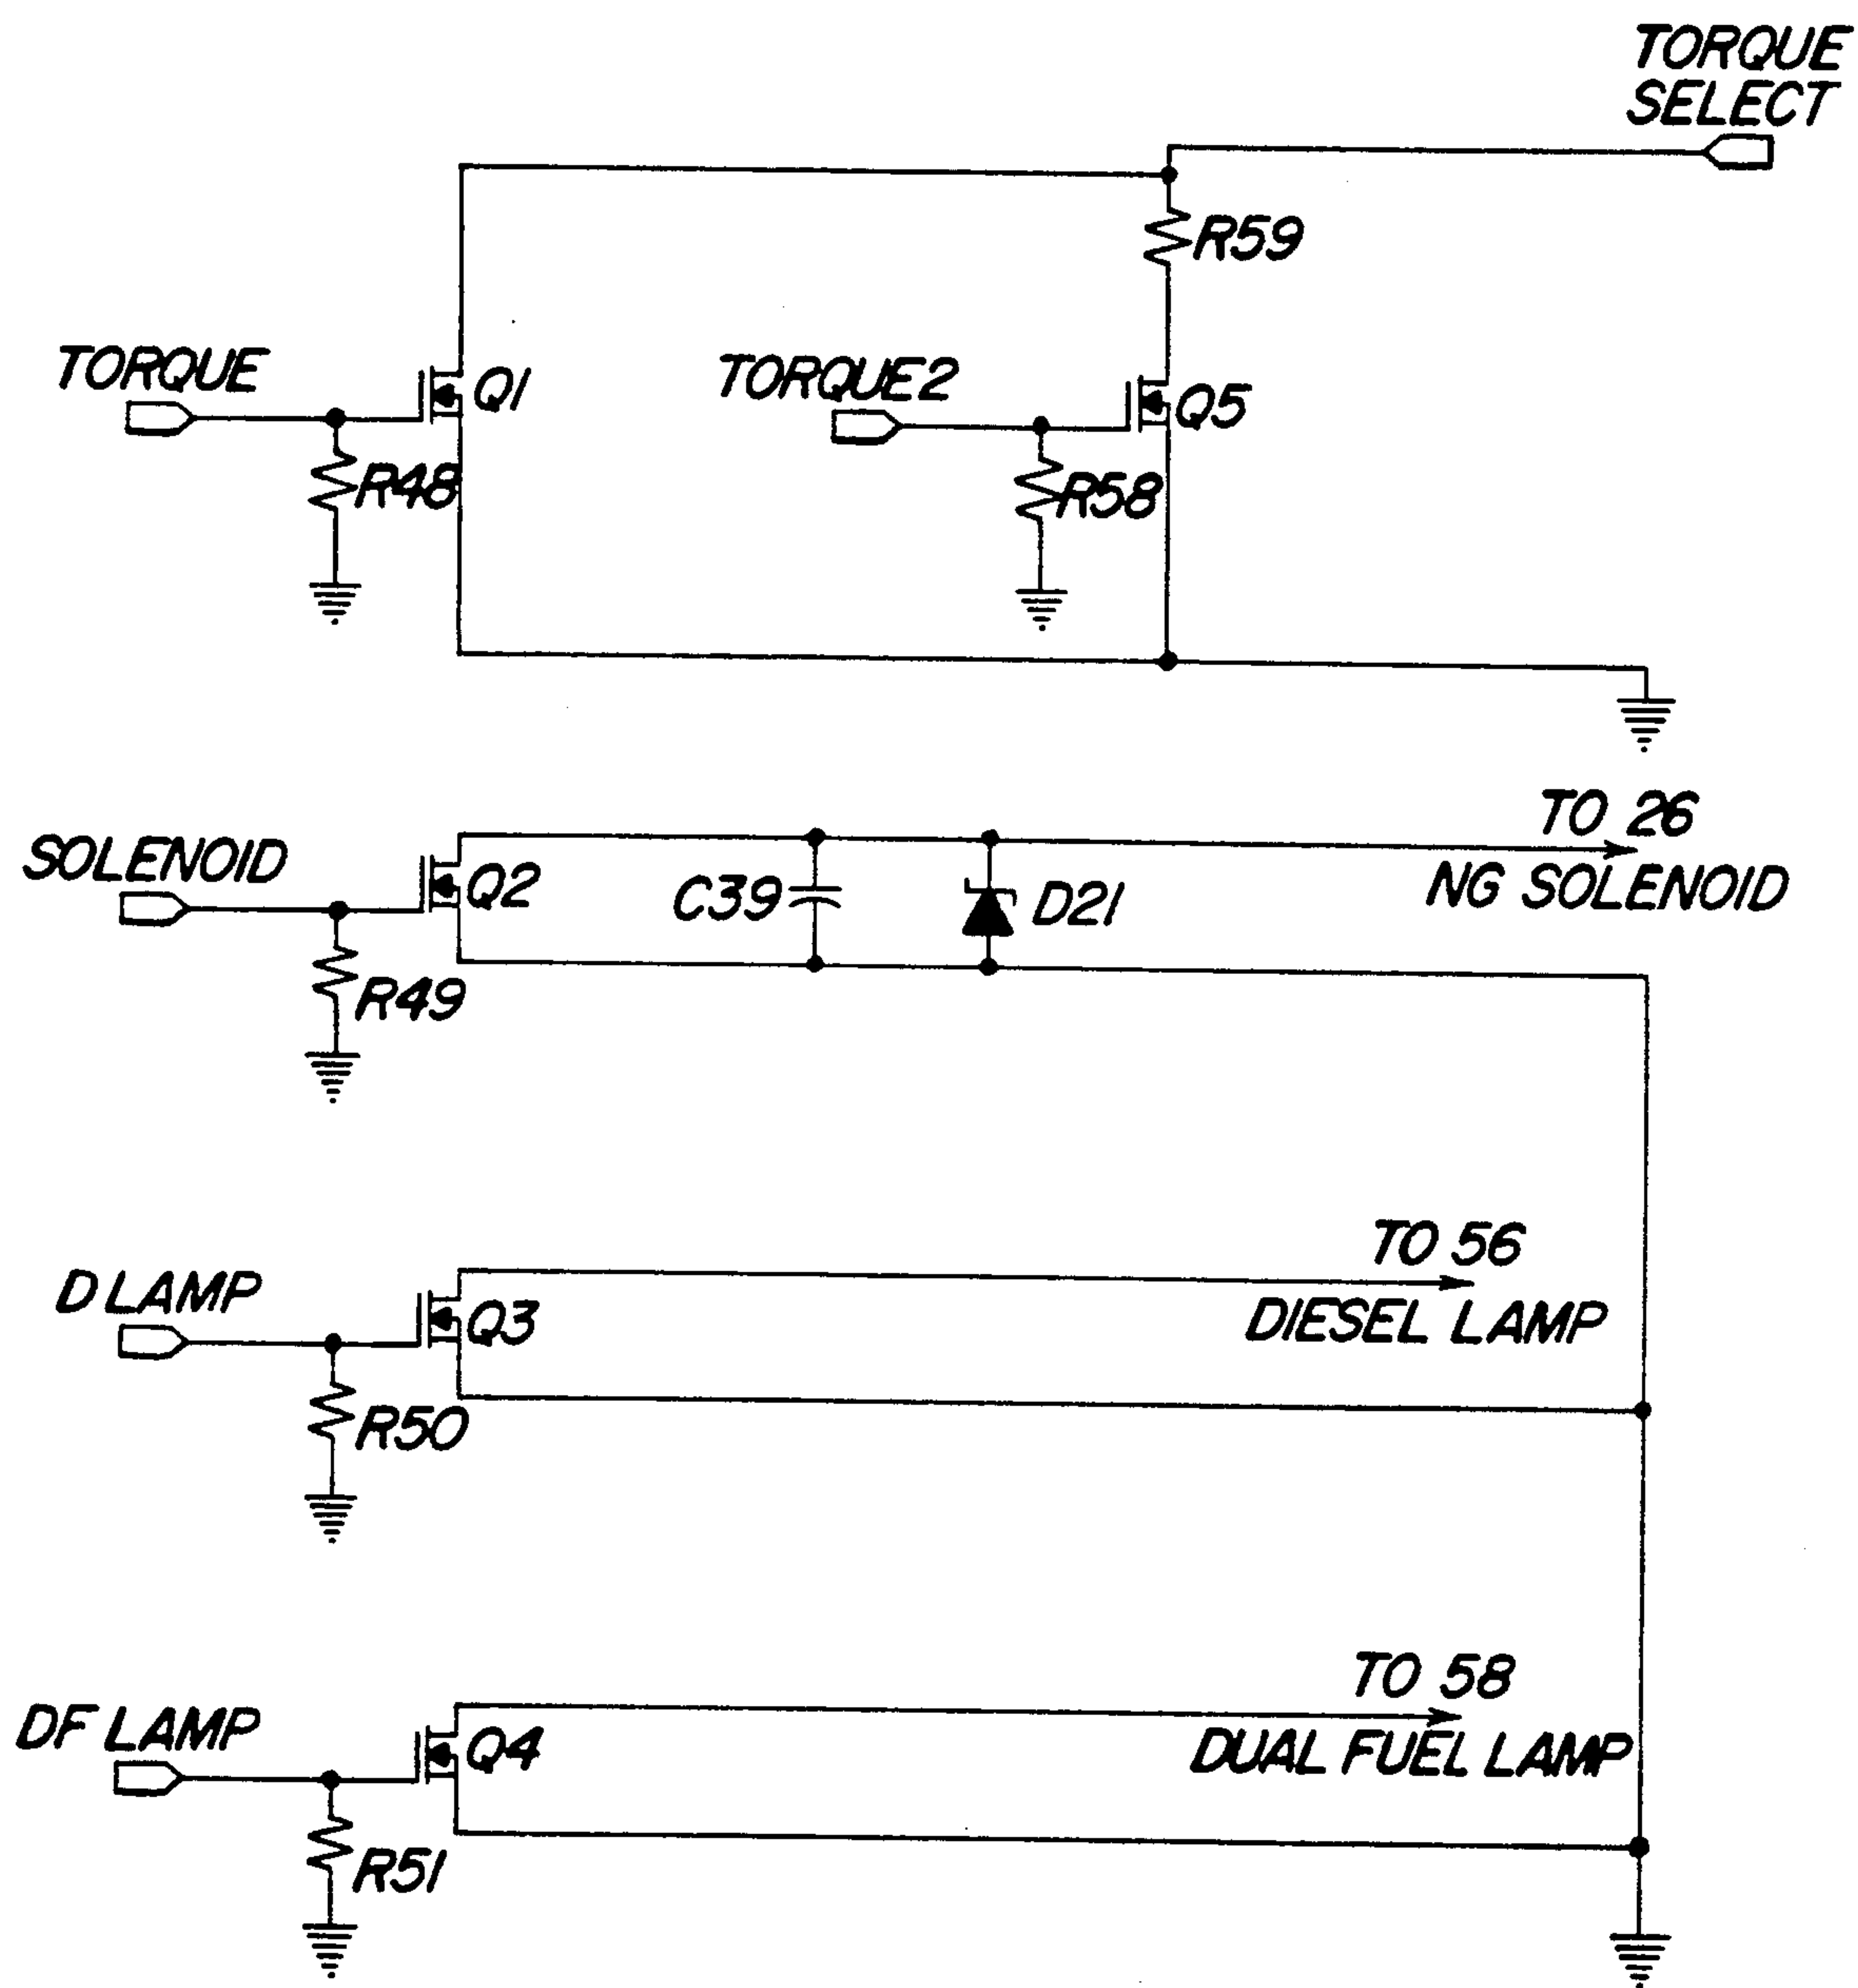 TORQUE
SELECT
R59
TORQUE
Q1
TORQUE2
Q5
R48
R58
TO 26
SOLENOID
Q2
C39
D21
NG SOLENOID
R49
TO 56
D LAMP
Q3
DIESEL LAMP
R50
TO 58
DF LAMP
Q4
DUAL FUEL LAMP
R51